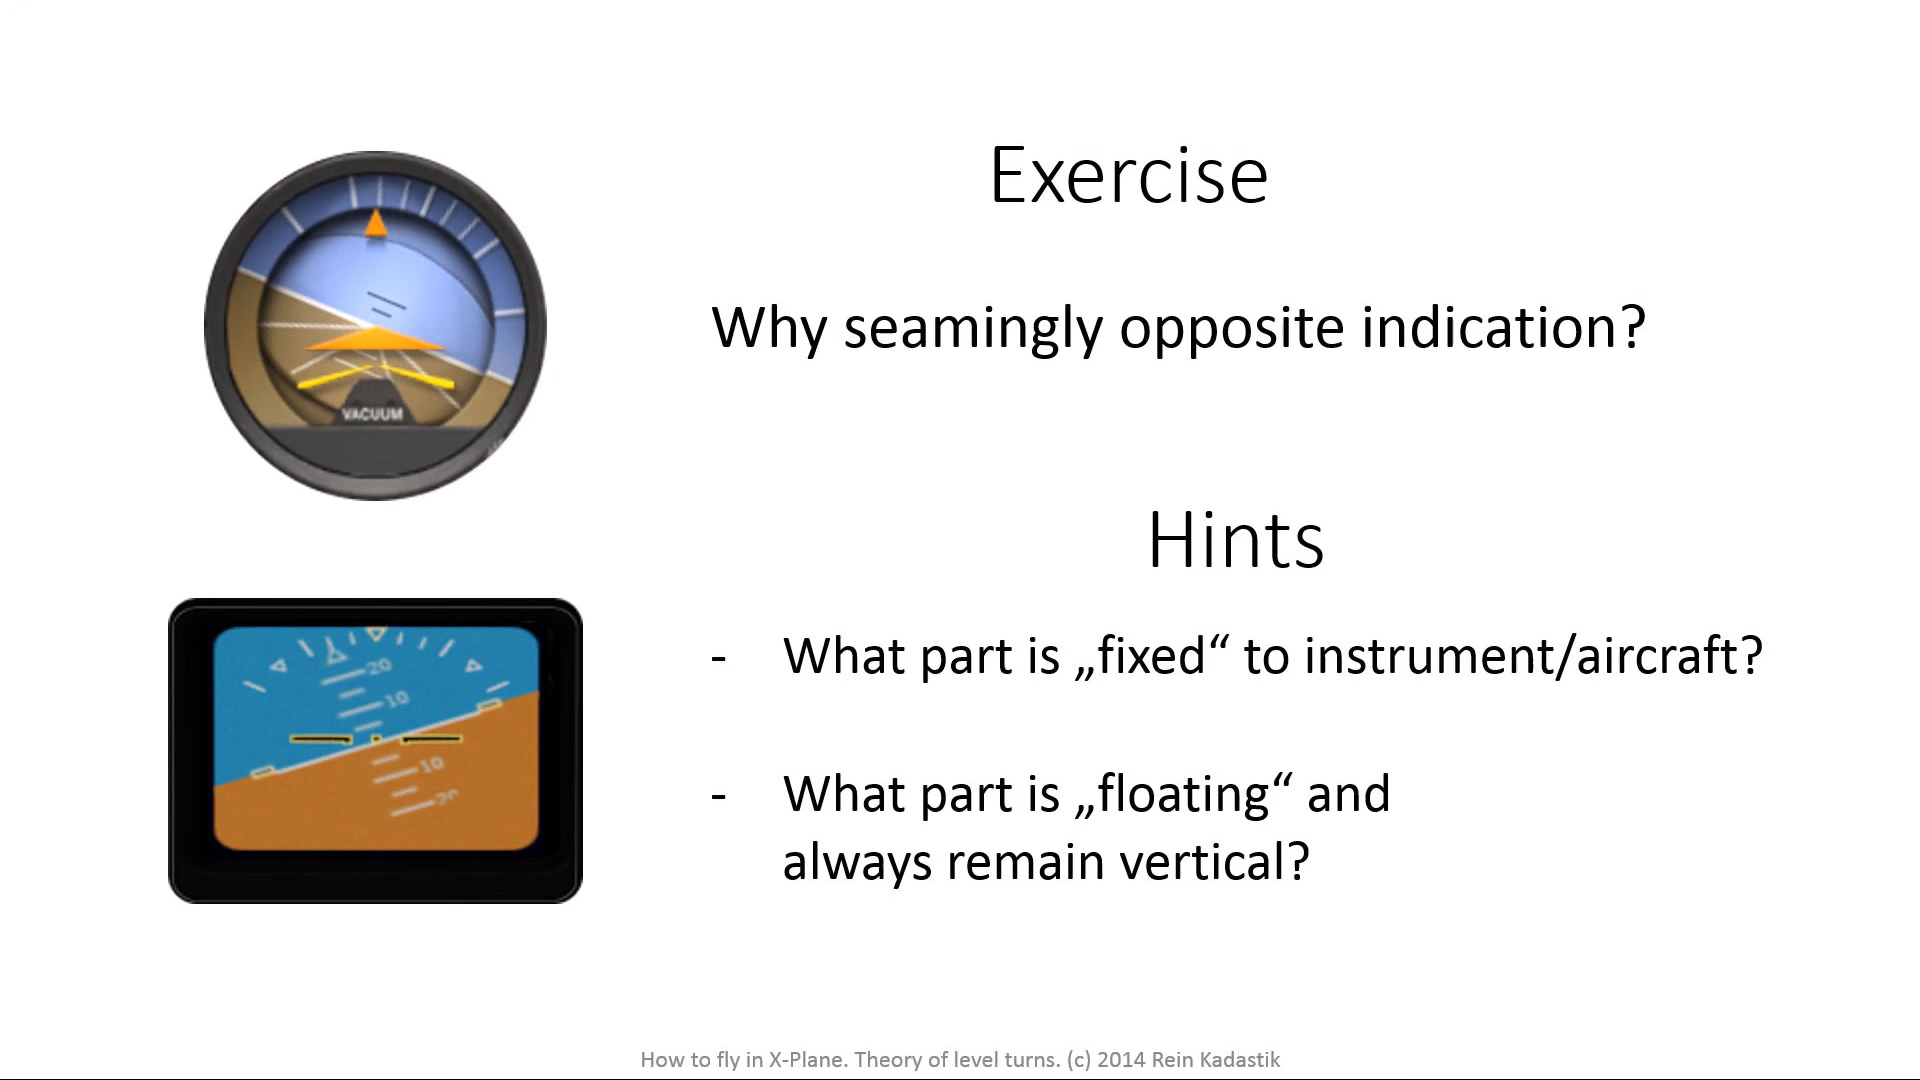 Exercise
Why seamingly opposite indication?
VACUUM
Hints
20
10
10
20
- What part is „fixed“ to instrument/aircraft?
- What part is „floating“ and
always remain vertical?
How to fly in X-Plane. Theory of level turns. (c) 2014 Rein Kadastik